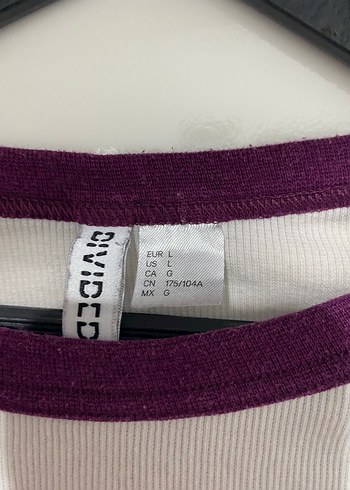 DIVIDED
EUR L
US L
CA G
CN 175/104A
MX G